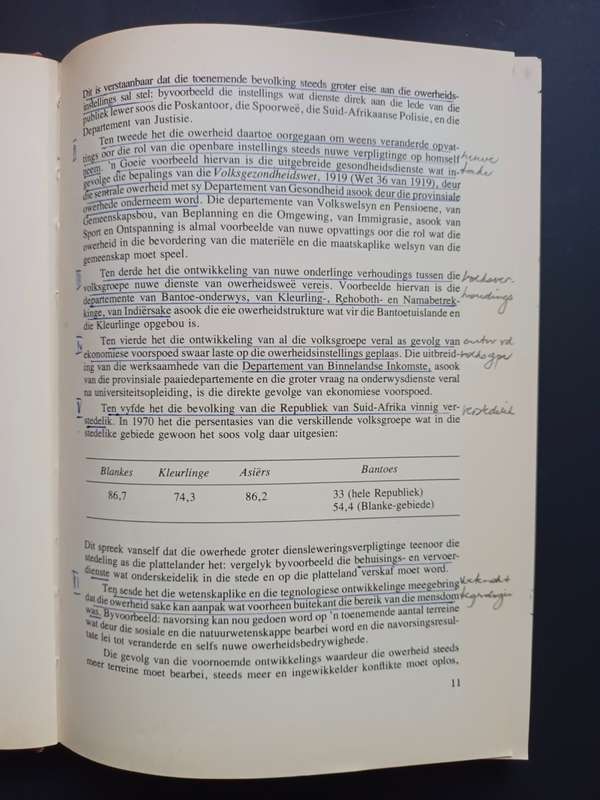 Dit is verstaanbaar dat die toenemende bevolking steeds groter eise aan die owerheids-
instellings sal stel: byvoorbeeld die instellings wat dienste direk aan die lede van die
publiek lewer soos die Poskantoor, die Spoorweë, die Suid-Afrikaanse Polisie, en die
Departement van Justisie.
Ten tweede het die owerheid daartoe oorgegaan om weens veranderde opvat-
tings oor die rol van die openbare instellings steeds nuwe verpligtinge op homself
neem. 'n Goeie voorbeeld hiervan is die uitgebreide gesondheidsdienste wat in-
gevolge die bepalings van die Volksgezondheidswet, 1919 (Wet 36 van 1919), deur
die sentrale owerheid met sy Departement van Gesondheid asook deur die provinsiale
owerhede onderneem word. Die departemente van Volkswelsyn en Pensioene, van
Gemeenskapsbou, van Beplanning en die Omgewing, van Immigrasie, asook van
Sport en Ontspanning is almal voorbeelde van nuwe opvattings oor die rol wat die
owerheid in die bevordering van die materiële en die maatskaplike welsyn van die
gemeenskap moet speel.
Ten derde het die ontwikkeling van nuwe onderlinge verhoudings tussen die
volksgroepe nuwe dienste van owerheidsweë vereis. Voorbeelde hiervan is die
departemente van Bantoe-onderwys, van Kleurling-, Rehoboth- en Namabetrek-
kinge, van Indiërsake asook die eie owerheidstrukture wat vir die Bantoetuislande en
die Kleurlinge opgebou is.
Ten vierde het die ontwikkeling van al die volksgroepe veral as gevolg van
ekonomiese voorspoed swaar laste op die owerheidsinstellings geplaas. Die uitbreid-
ing van die werksaamhede van die Departement van Binnelandse Inkomste, asook
van die provinsiale paaiedepartemente en die groter vraag na onderwysdienste veral
na universiteitsopleiding, is die direkte gevolge van ekonomiese voorspoed.
Ten vyfde het die bevolking van die Republiek van Suid-Afrika vinnig ver-
stedelik. In 1970 het die persentasies van die verskillende volksgroepe wat in die
stedelike gebiede gewoon het soos volg daar uitgesien:
Blankes Kleurlinge Asiërs Bantoes
86,7 74,3 86,2 33 (hele Republiek)
54,4 (Blanke-gebiede)
Dit spreek vanself dat die owerhede groter diensleweringsverpligtinge teenoor die
stedeling as die plattelander het: vergelyk byvoorbeeld die behuisings- en vervoer-
dienste wat onderskeidelik in die stede en op die platteland verskaf moet word.
Ten sesde het die wetenskaplike en die tegnologiese ontwikkelinge meegebring
dat die owerheid sake kan aanpak wat voorheen buitekant die bereik van die mensdom
was. Byvoorbeeld: navorsing kan nou gedoen word op 'n toenemende aantal terreine
wat deur die sosiale en die natuurwetenskappe bearbei word en die navorsingsresul-
tate lei tot veranderde en selfs nuwe owerheidsbedrywighede.
Die gevolg van die voornoemde ontwikkelings waardeur die owerheid steeds
meer terreine moet bearbei, steeds meer en ingewikkelder konflikte moet oplos,
11